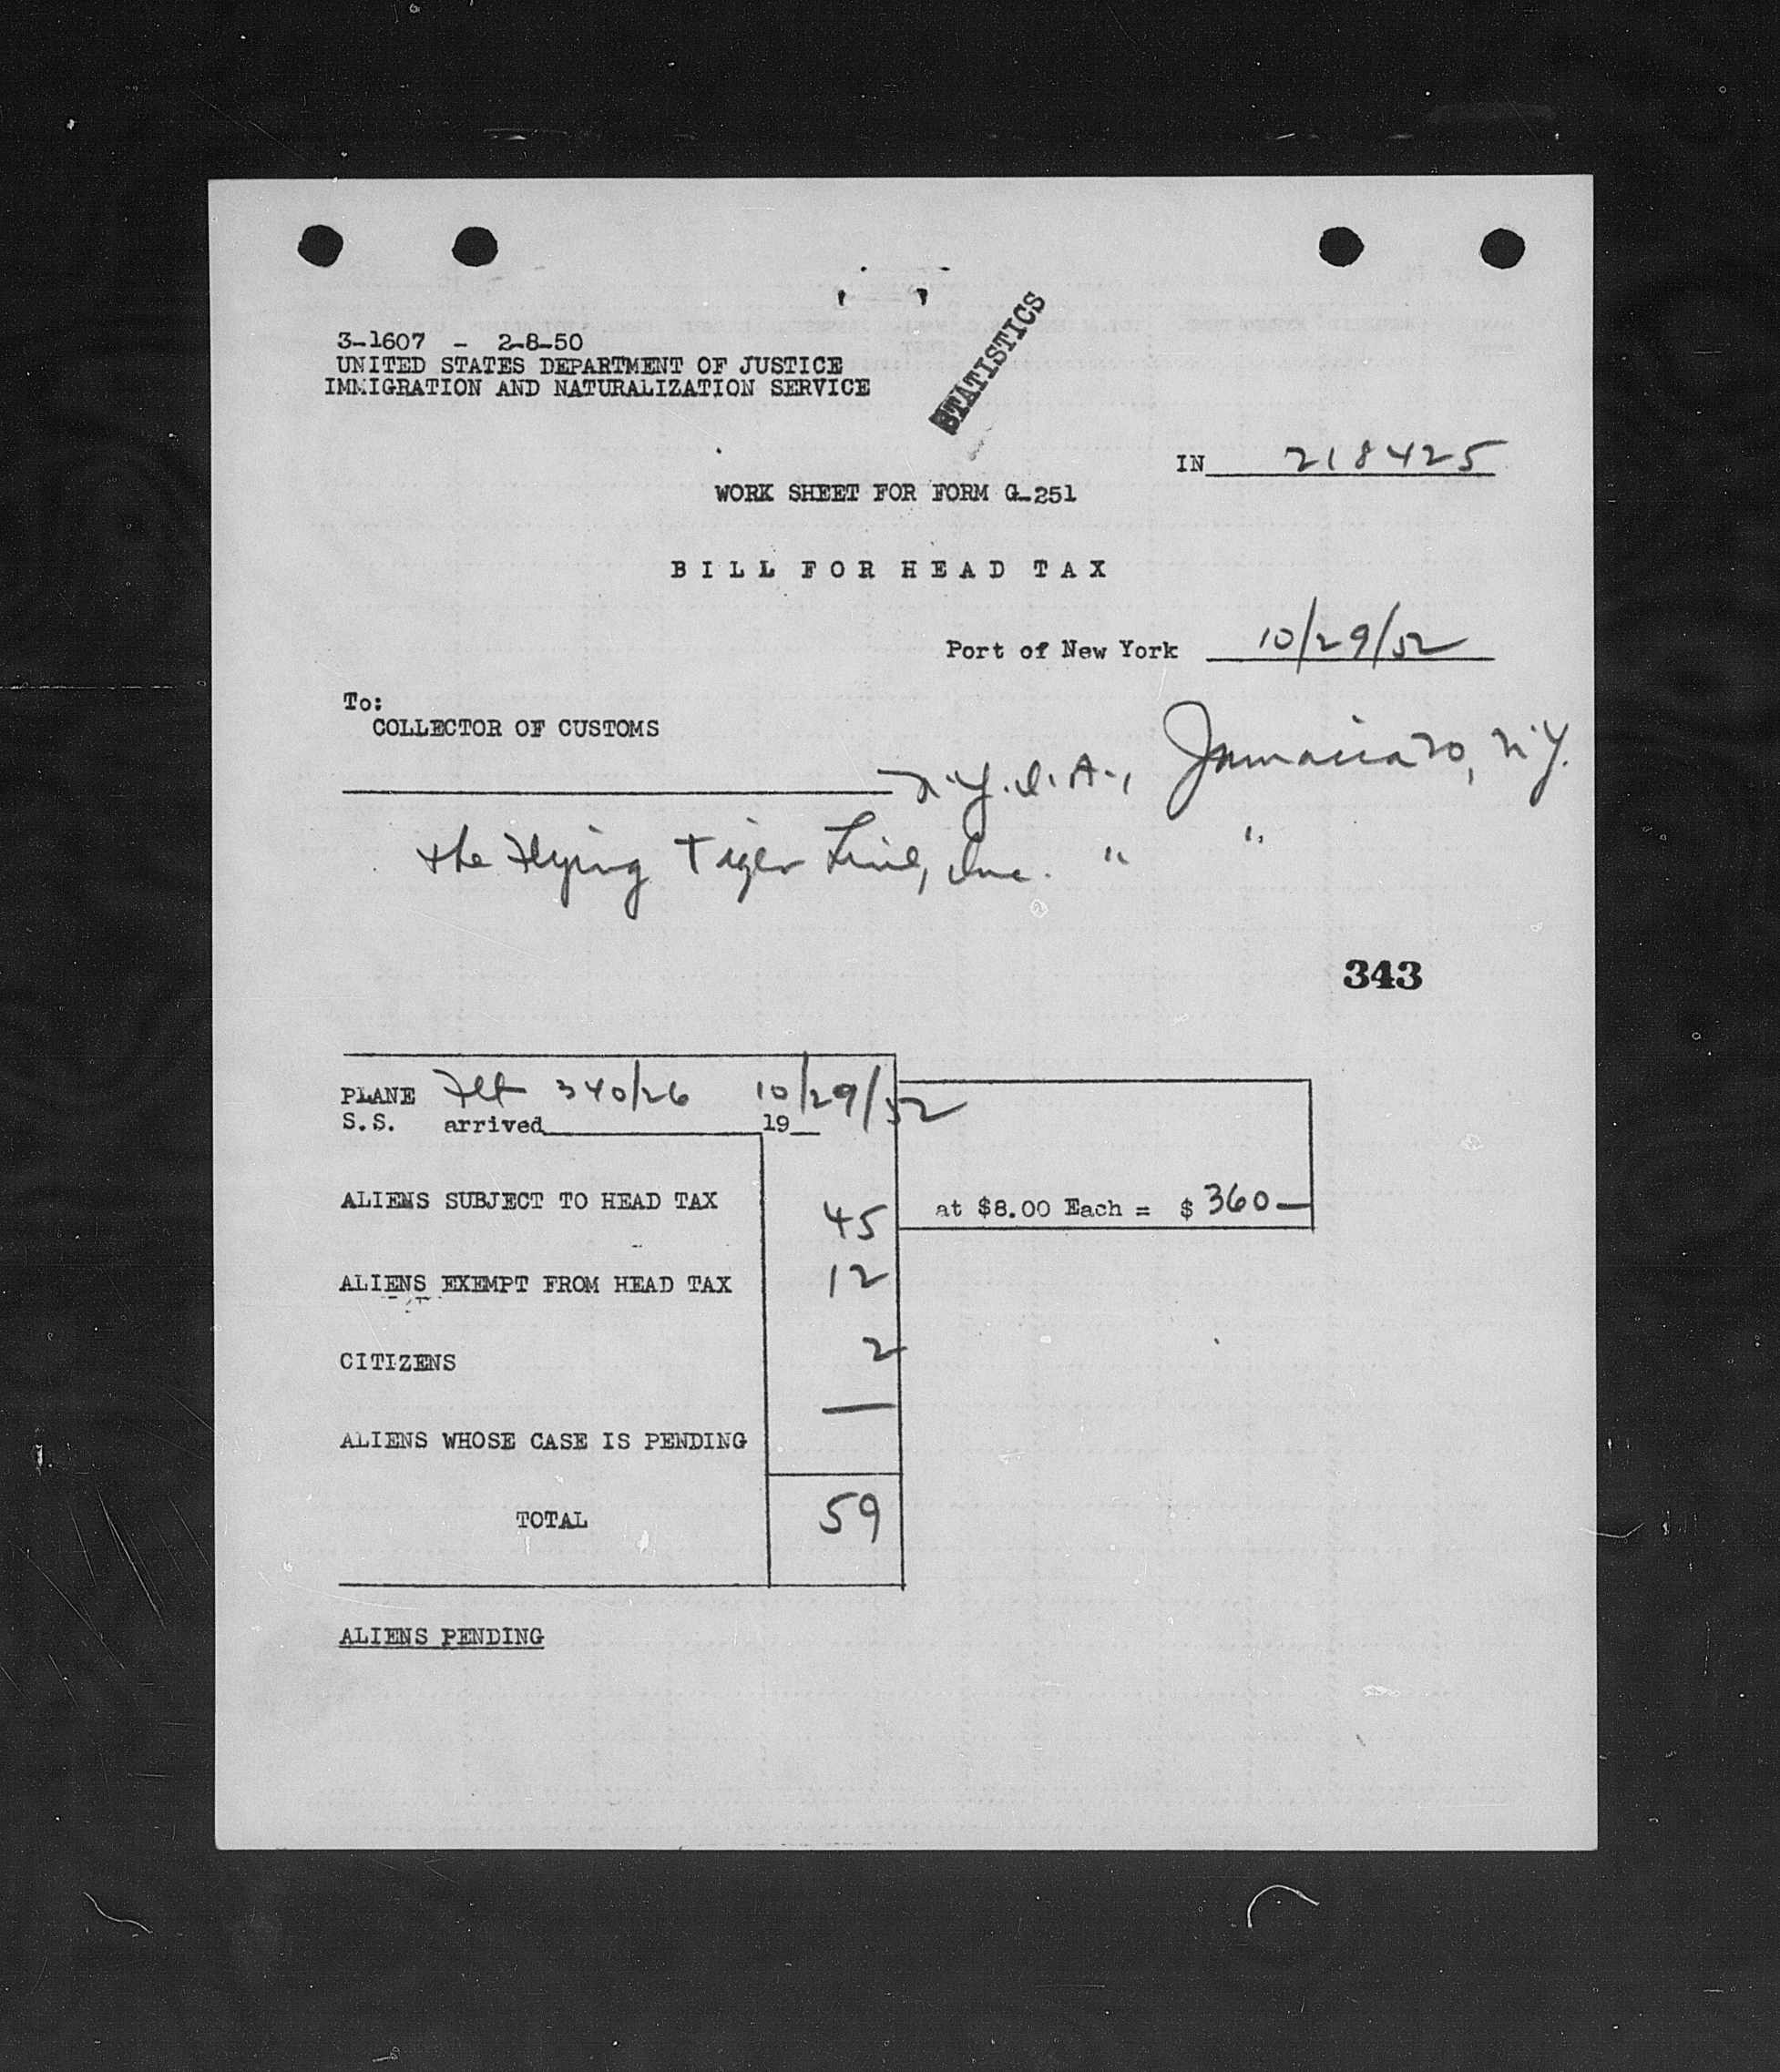 3-1607 - 2-8-50
UNITED STATES DEPARTMENT OF JUSTICE
IMMIGRATION AND NATURALIZATION SERVICE
STATISTICS
IN 218425
WORK SHEET FOR FORM G-251
BILL FOR HEAD TAX
Port of New York 10/29/52
To:
COLLECTOR OF CUSTOMS
N.Y.I.A., Jamaica 20, N.Y.
The Flying Tiger Line, Inc. " "
343
PLANE Flt 340/26 10/29/52
S.S. arrived 19
ALIENS SUBJECT TO HEAD TAX 45 at $8.00 Each = $ 360—
ALIENS EXEMPT FROM HEAD TAX 12
CITIZENS 2
ALIENS WHOSE CASE IS PENDING —
TOTAL 59
ALIENS PENDING